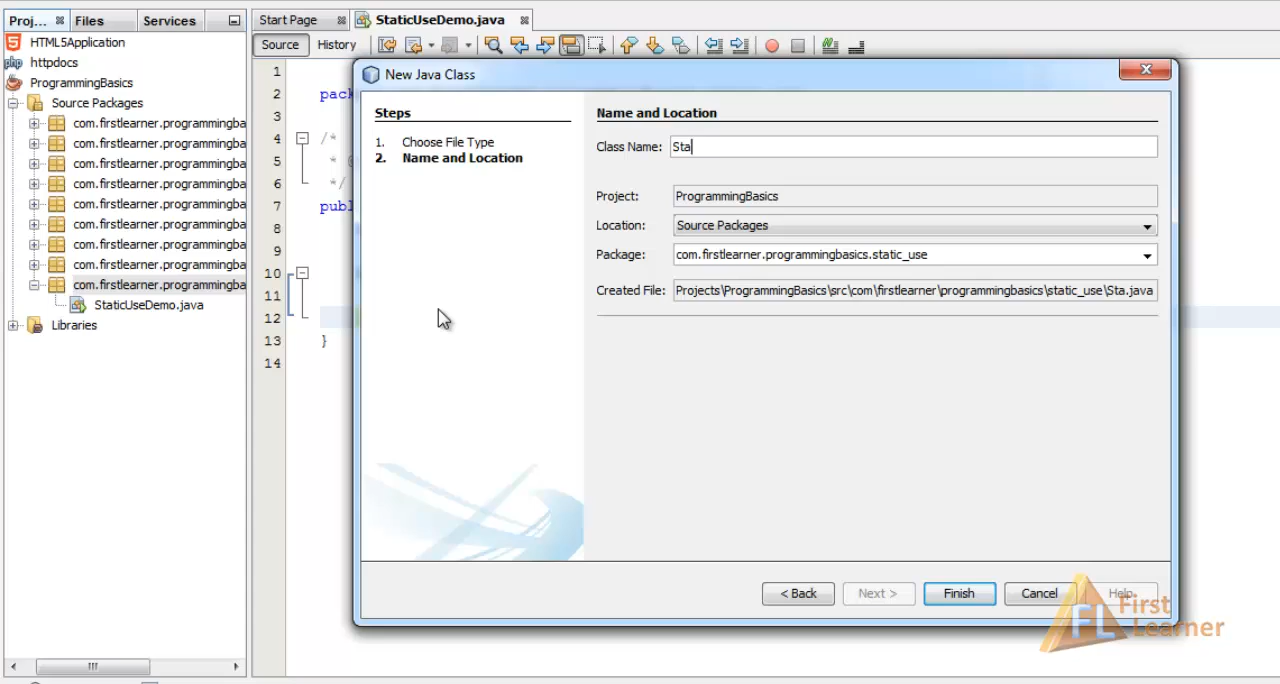 Proj... Files Services Start Page StaticUseDemo.java
HTML5Application Source History
php httpdocs
ProgrammingBasics
Source Packages
com.firstlearner.programmingba
com.firstlearner.programmingba
com.firstlearner.programmingba
com.firstlearner.programmingba
com.firstlearner.programmingba
com.firstlearner.programmingba
com.firstlearner.programmingba
com.firstlearner.programmingba
com.firstlearner.programmingba
StaticUseDemo.java
Libraries
1
2 pack
3
4 /*
5 *
6 */
7 publ
8
9
10
11
12
13 }
14
New Java Class
Steps
1. Choose File Type
2. Name and Location
Name and Location
Class Name: Sta
Project: ProgrammingBasics
Location: Source Packages
Package: com.firstlearner.programmingbasics.static_use
Created File: Projects\ProgrammingBasics\src\com\firstlearner\programmingbasics\static_use\Sta.java
< Back Next > Finish Cancel Help
FL First
Learner